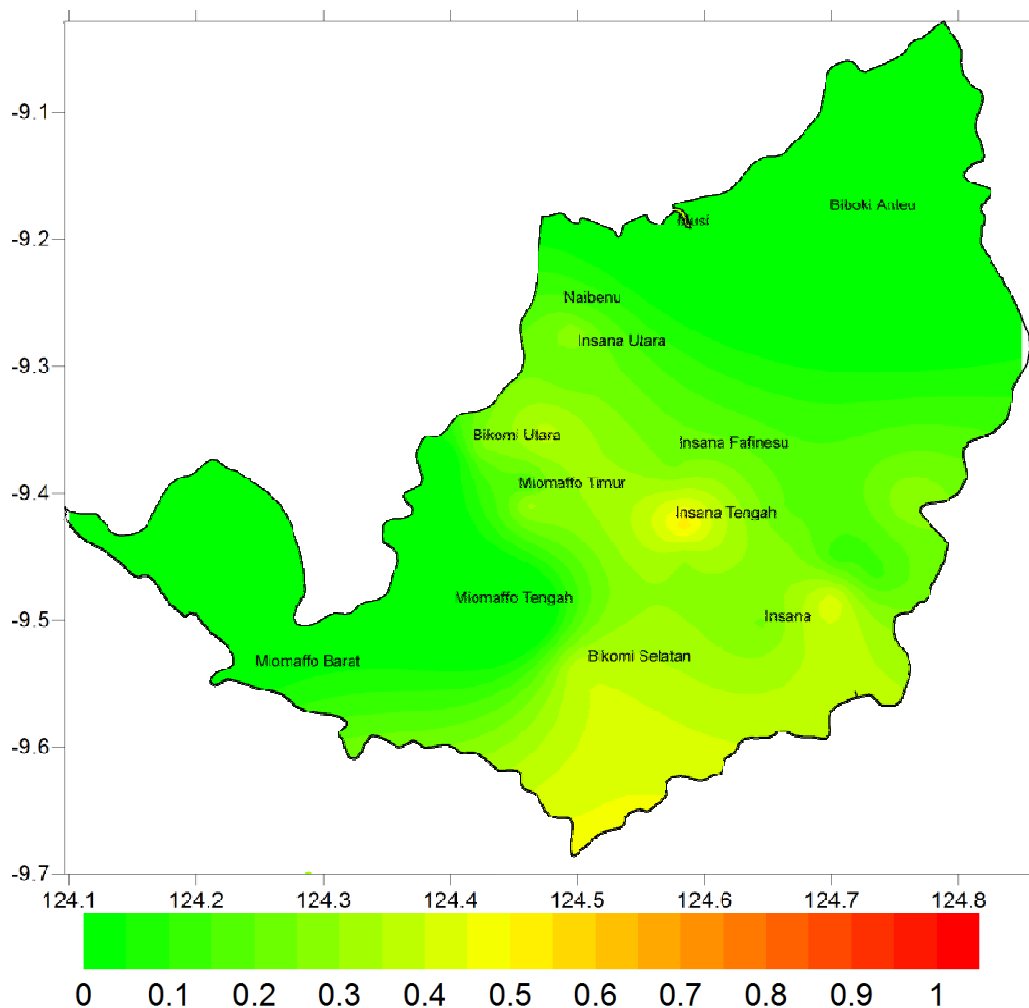 -9.1
Biboki Anleu
-9.2
Musi
Naibenu
-9.3
Insana Utara
Bikomi Utara
Insana Fafinesu
-9.4
Miomaffo Timur
Insana Tengah
Miomaffo Tengah
-9.5
Insana
Miomaffo Barat
Bikomi Selatan
-9.6
-9.7
124.1 124.2 124.3 124.4 124.5 124.6 124.7 124.8
0 0.1 0.2 0.3 0.4 0.5 0.6 0.7 0.8 0.9 1